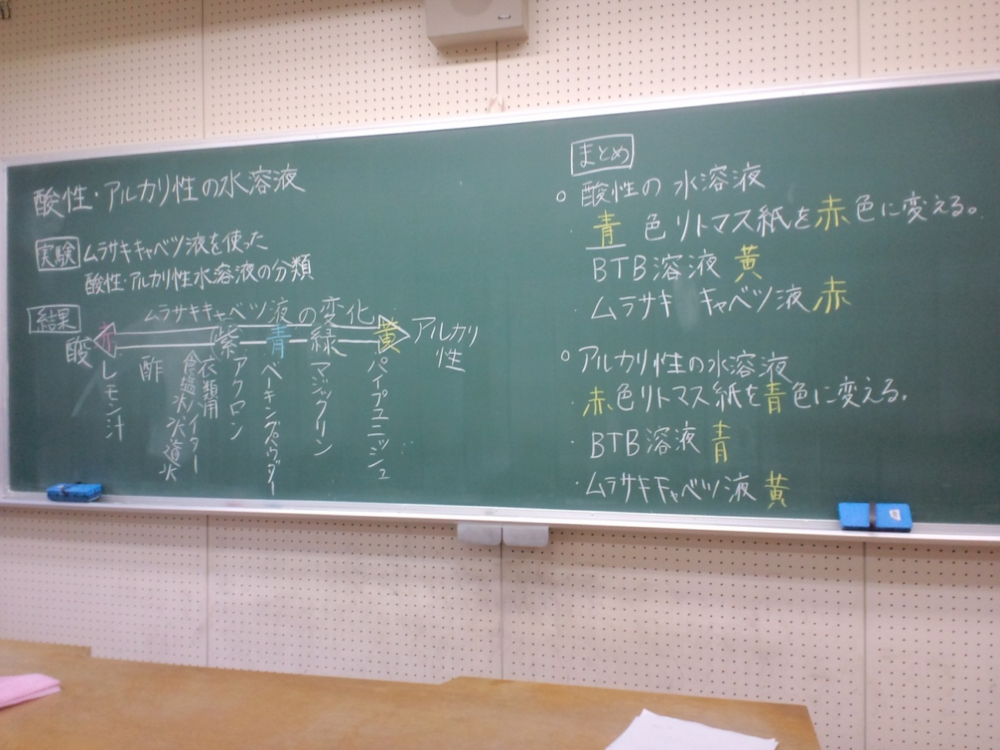 酸性・アルカリ性の水溶液
実験 ムラサキキャベツ液を使った
酸性・アルカリ性水溶液の分類
結果 ムラサキキャベツ液の変化
酸 赤 紫 青 緑 黄 アルカリ性
レモン汁
酢
食塩水
水道水
衣類用ハイター
アクロン
ベーキングパウダー
マジックリン
パイプユニッシュ
まとめ
○ 酸性の水溶液
・青色リトマス紙を赤色に変える。
BTB溶液 黄
・ムラサキキャベツ液 赤
○ アルカリ性の水溶液
・赤色リトマス紙を青色に変える。
・BTB溶液 青
・ムラサキキャベツ液 黄